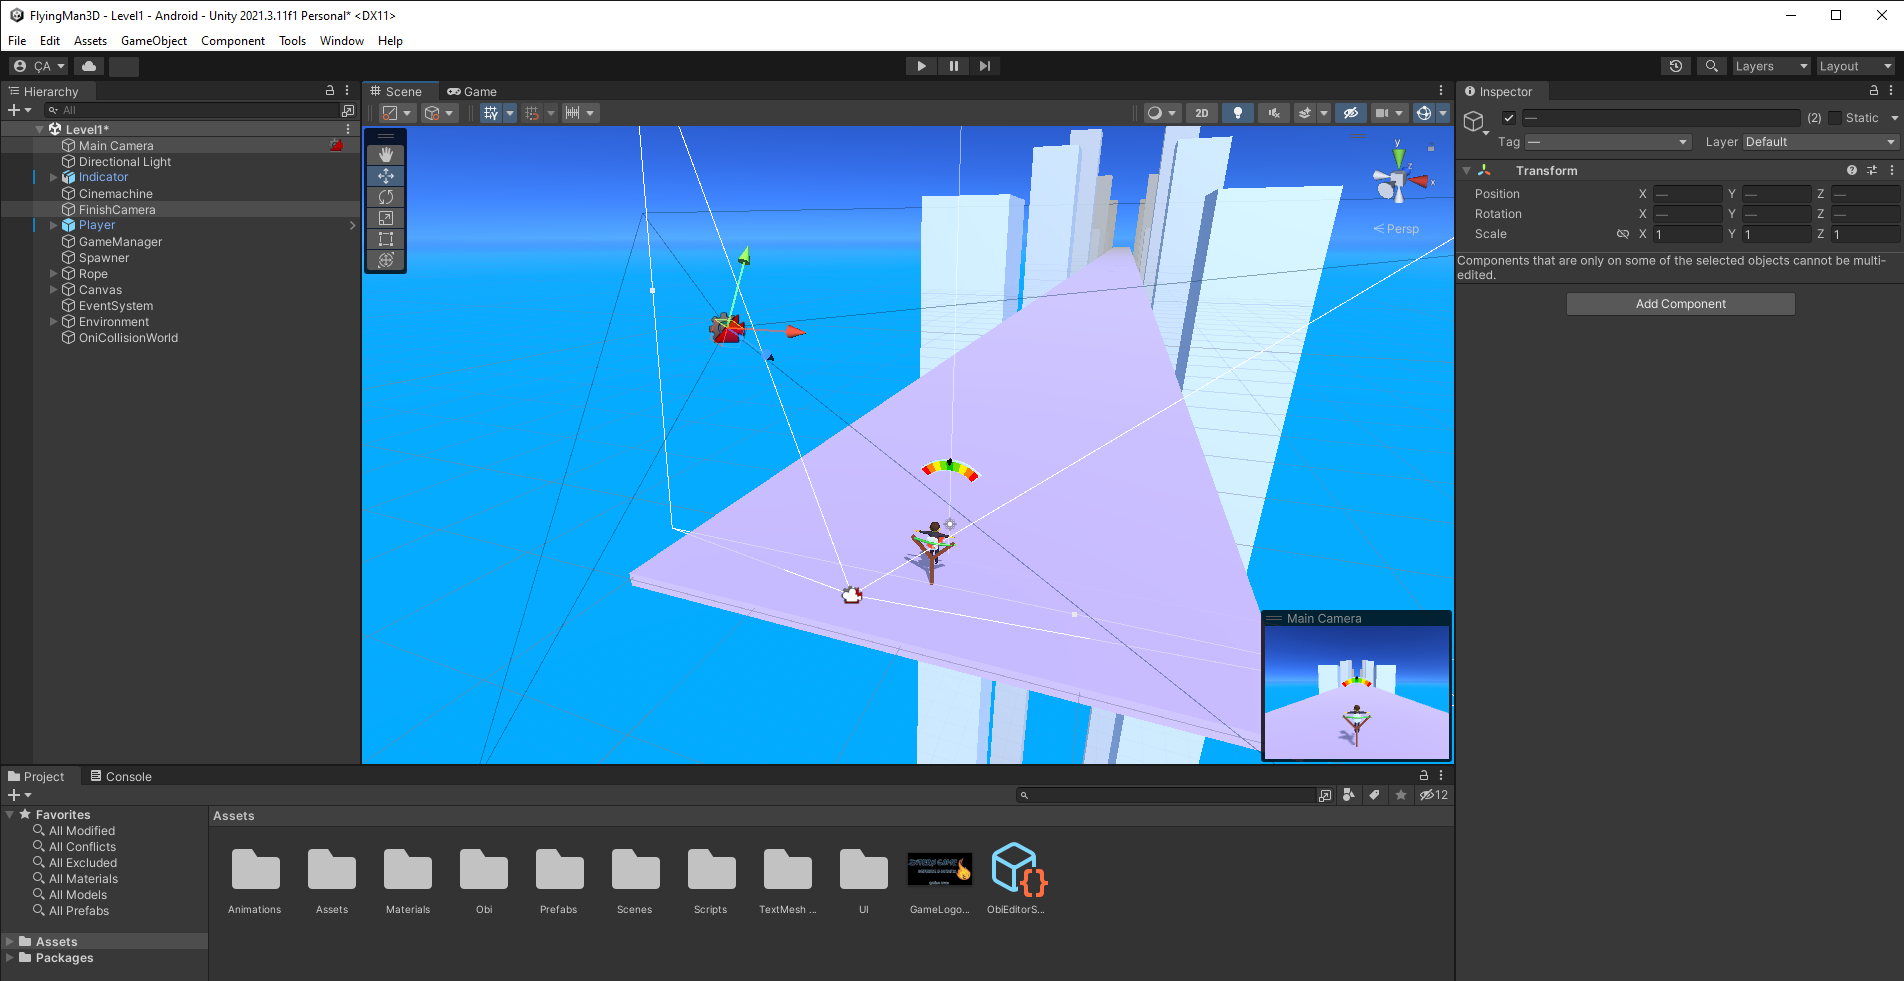 FlyingMan3D - Level1 - Android - Unity 2021.3.11f1 Personal* <DX11>
File Edit Assets GameObject Component Tools Window Help
ÇA
Layers
Layout
Hierarchy
All
Level1*
Main Camera
Directional Light
Indicator
Cinemachine
FinishCamera
Player
GameManager
Spawner
Rope
Canvas
EventSystem
Environment
OniCollisionWorld
Scene
Game
2D
y
z
x
Persp
Main Camera
Inspector
— (2) Static
Tag — Layer Default
Transform
Position X — Y — Z —
Rotation X — Y — Z —
Scale X 1 Y 1 Z 1
Components that are only on some of the selected objects cannot be multi-
edited.
Add Component
Project
Console
12
Favorites
All Modified
All Conflicts
All Excluded
All Materials
All Models
All Prefabs
Assets
Packages
Assets
Animations
Assets
Materials
Obi
Prefabs
Scenes
Scripts
TextMesh ...
UI
GameLogo...
ObiEditorS...